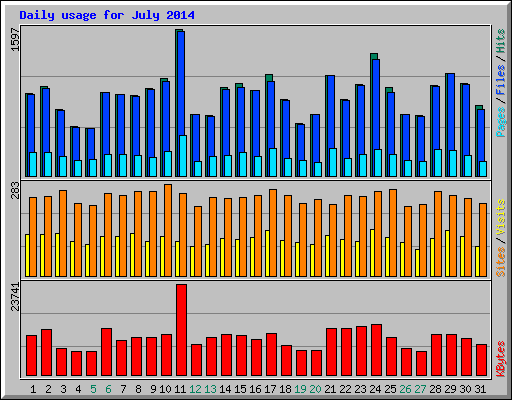 Daily usage for July 2014
1597
Pages / Files / Hits
283
Sites / Visits
23741
KBytes
1 2 3 4 5 6 7 8 9 10 11 12 13 14 15 16 17 18 19 20 21 22 23 24 25 26 27 28 29 30 31